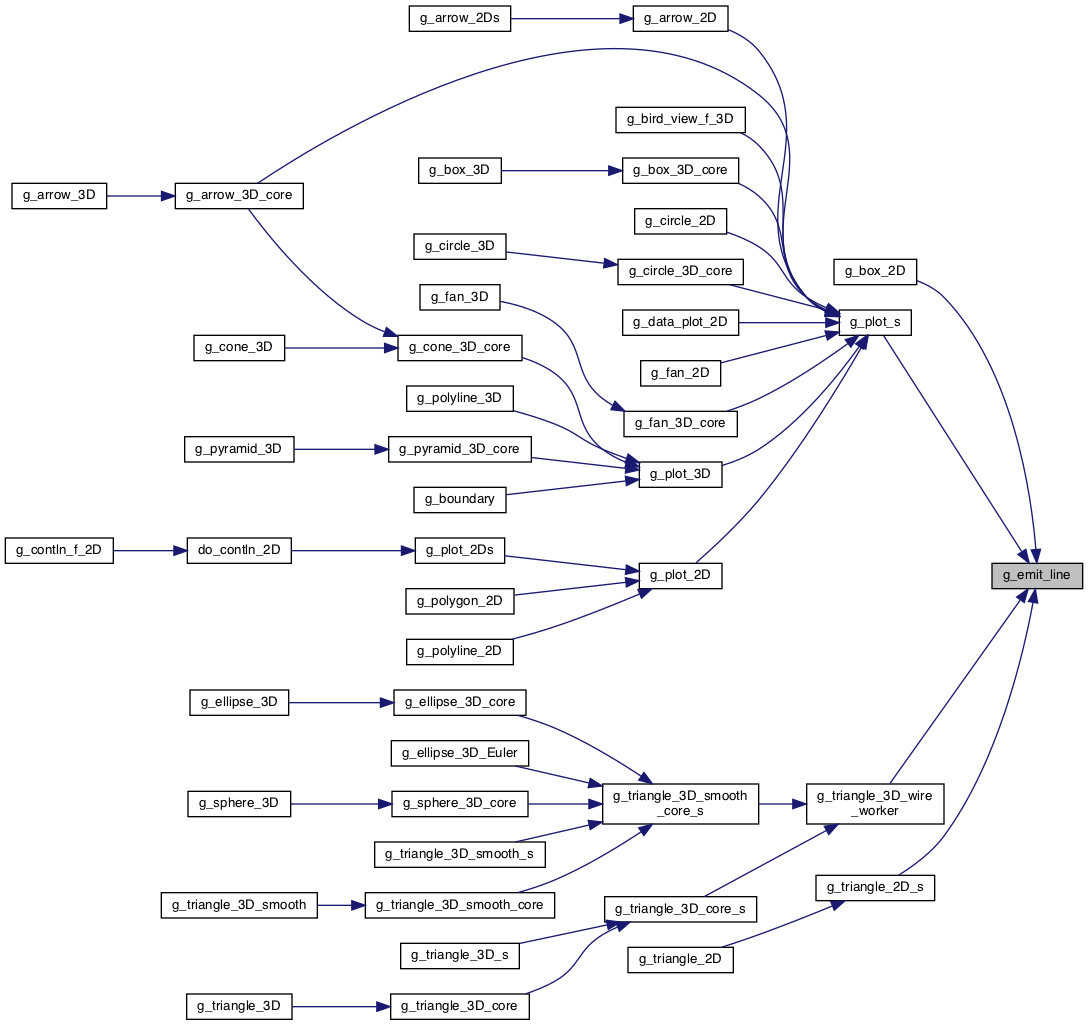 g_arrow_2Ds
g_arrow_2D
g_bird_view_f_3D
g_box_3D
g_box_3D_core
g_arrow_3D
g_arrow_3D_core
g_circle_2D
g_circle_3D
g_circle_3D_core
g_box_2D
g_fan_3D
g_data_plot_2D
g_plot_s
g_cone_3D
g_cone_3D_core
g_fan_2D
g_polyline_3D
g_fan_3D_core
g_pyramid_3D
g_pyramid_3D_core
g_plot_3D
g_boundary
g_contln_f_2D
do_contln_2D
g_plot_2Ds
g_plot_2D
g_emit_line
g_polygon_2D
g_polyline_2D
g_ellipse_3D
g_ellipse_3D_core
g_ellipse_3D_Euler
g_sphere_3D
g_sphere_3D_core
g_triangle_3D_smooth
_core_s
g_triangle_3D_wire
_worker
g_triangle_3D_smooth_s
g_triangle_2D_s
g_triangle_3D_smooth
g_triangle_3D_smooth_core
g_triangle_3D_core_s
g_triangle_3D_s
g_triangle_2D
g_triangle_3D
g_triangle_3D_core